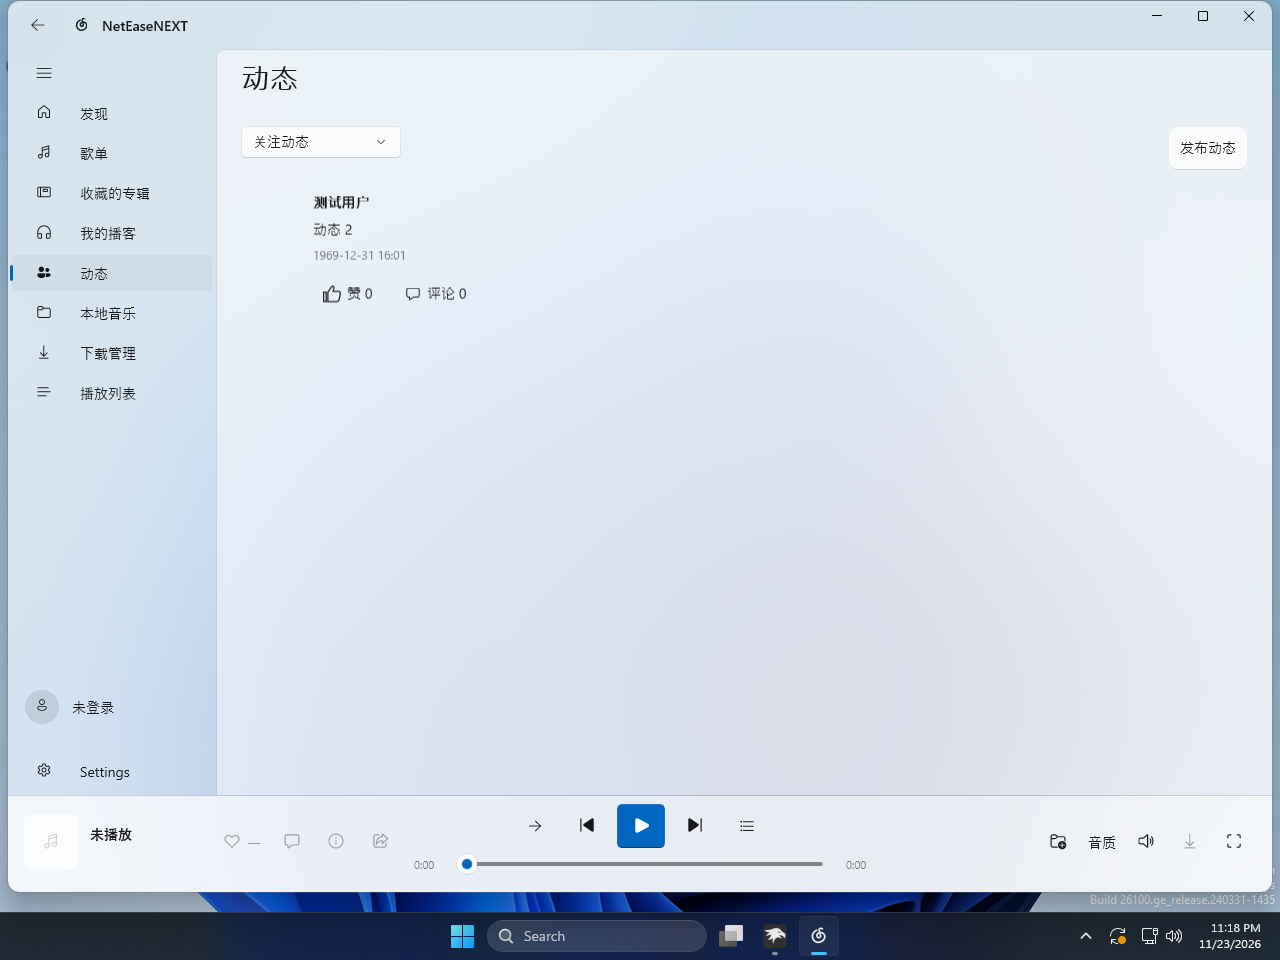 NetEaseNEXT
发现
歌单
收藏的专辑
我的播客
动态
本地音乐
下载管理
播放列表
未登录
Settings
动态
关注动态
发布动态
测试用户
动态 2
1969-12-31 16:01
赞 0
评论 0
未播放
0:00
0:00
音质
Build 26100.ge_release.240331-1435
Search
11:18 PM
11/23/2026